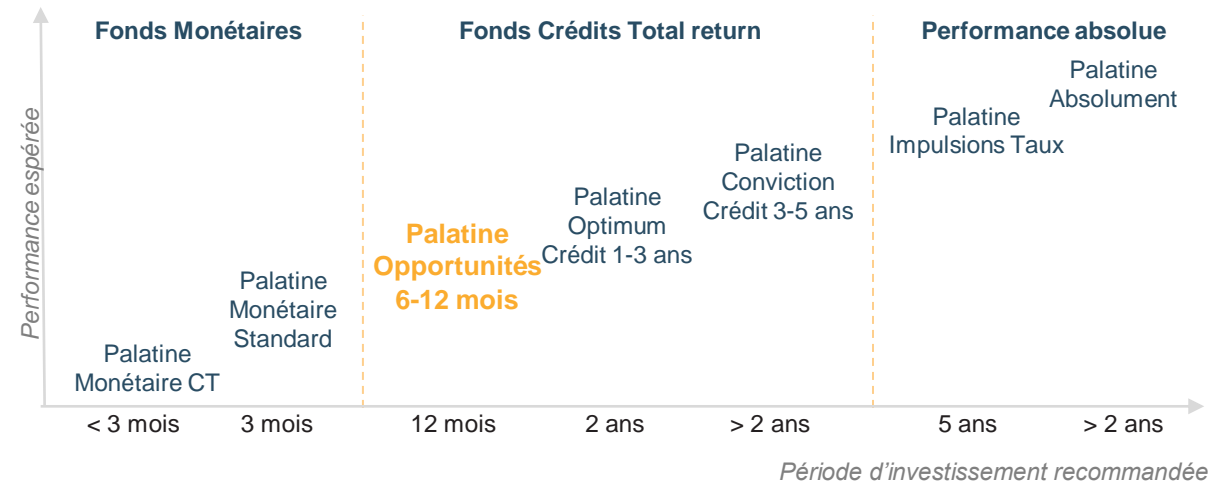 Fonds Monétaires
Fonds Crédits Total return
Performance absolue
Performance espérée
Palatine
Monétaire CT
Palatine
Monétaire
Standard
Palatine
Opportunités
6-12 mois
Palatine
Optimum
Crédit 1-3 ans
Palatine
Conviction
Crédit 3-5 ans
Palatine
Impulsions Taux
Palatine
Absolument
< 3 mois
3 mois
12 mois
2 ans
> 2 ans
5 ans
> 2 ans
Période d'investissement recommandée